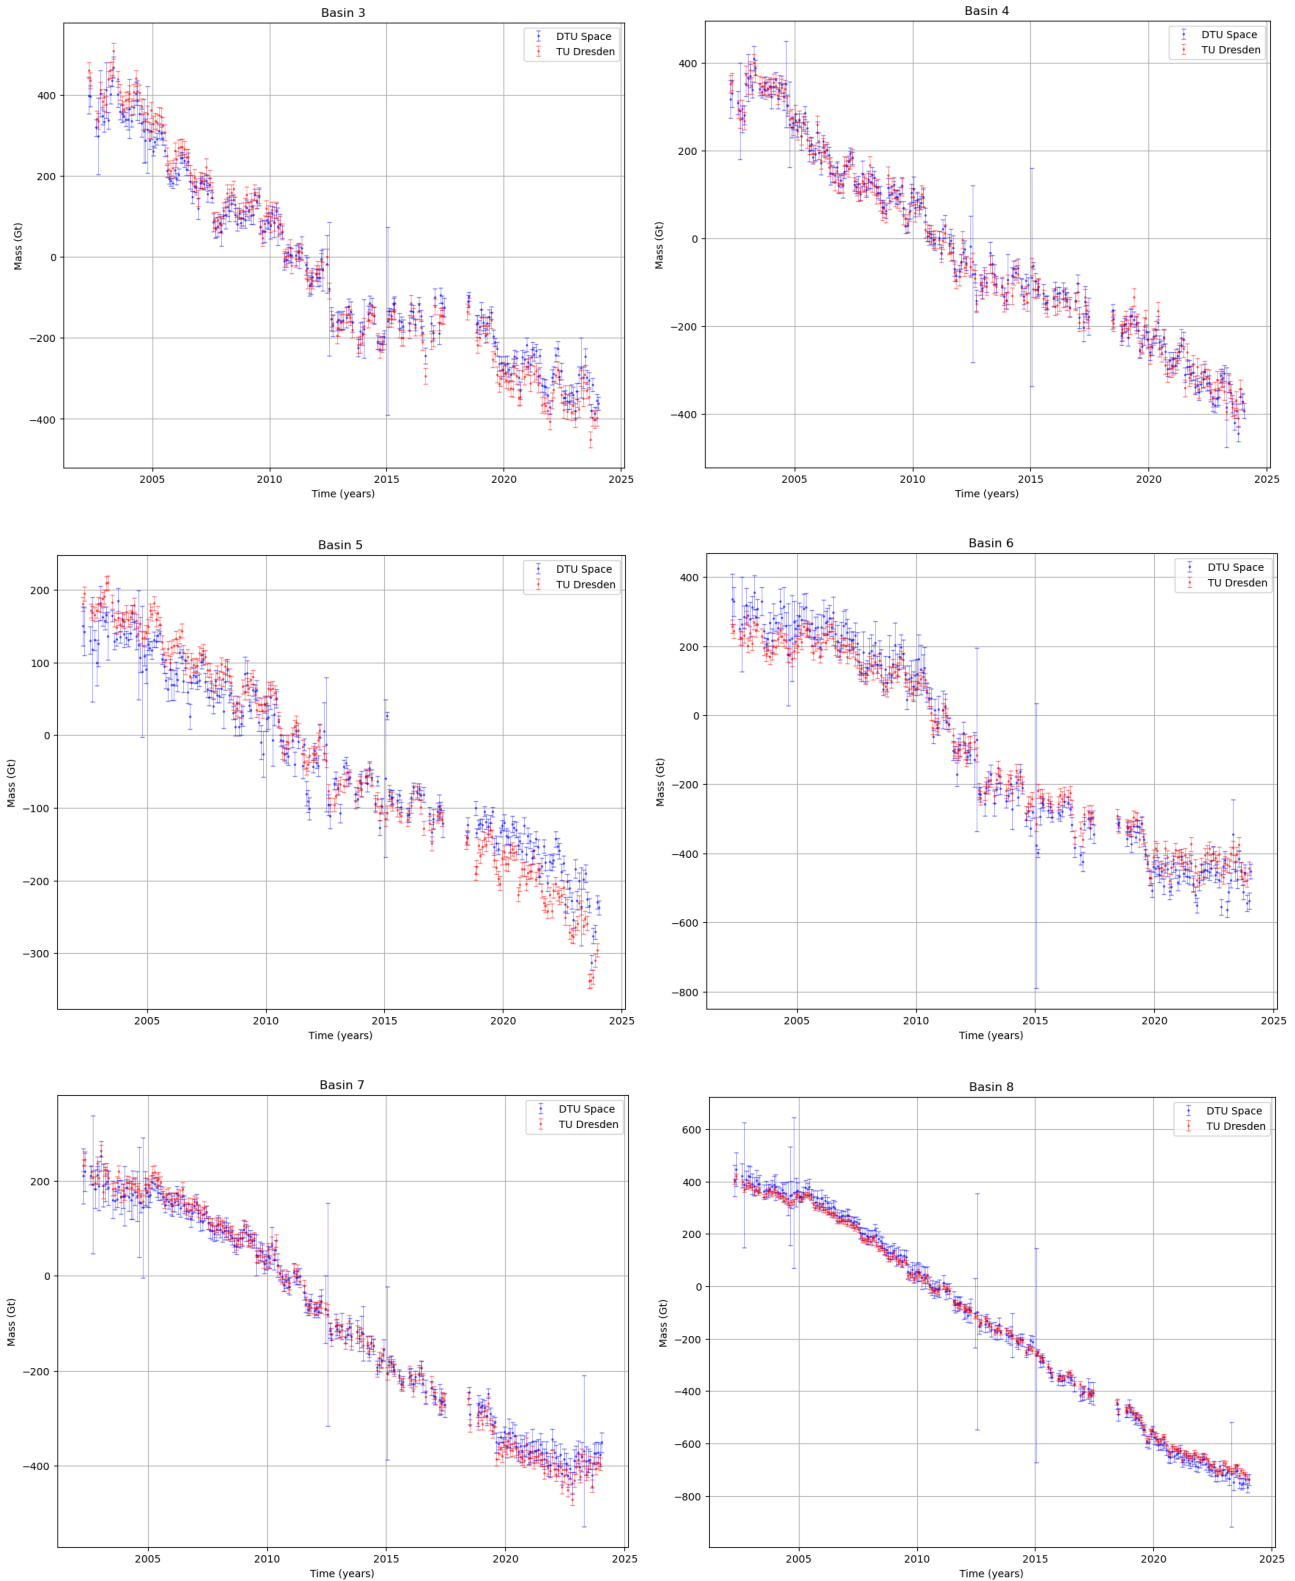 Basin 3
DTU Space
TU Dresden
400
200
0
−200
−400
Mass (Gt)
2005
2010
2015
2020
2025
Time (years)
Basin 4
DTU Space
TU Dresden
400
200
0
−200
−400
Mass (Gt)
2005
2010
2015
2020
2025
Time (years)
Basin 5
DTU Space
TU Dresden
200
100
0
−100
−200
−300
Mass (Gt)
2005
2010
2015
2020
2025
Time (years)
Basin 6
DTU Space
TU Dresden
400
200
0
−200
−400
−600
−800
Mass (Gt)
2005
2010
2015
2020
2025
Time (years)
Basin 7
DTU Space
TU Dresden
200
0
−200
−400
Mass (Gt)
2005
2010
2015
2020
2025
Time (years)
Basin 8
DTU Space
TU Dresden
600
400
200
0
−200
−400
−600
−800
Mass (Gt)
2005
2010
2015
2020
2025
Time (years)